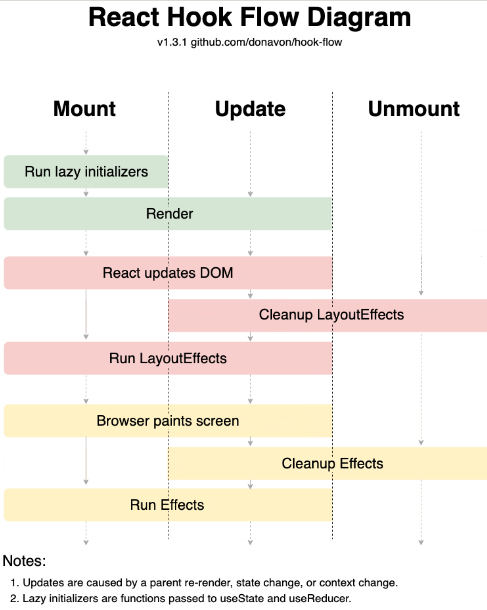 React Hook Flow Diagram
v1.3.1 github.com/donavon/hook-flow
Mount Update Unmount
Run lazy initializers
Render
React updates DOM
Cleanup LayoutEffects
Run LayoutEffects
Browser paints screen
Cleanup Effects
Run Effects
Notes:
1. Updates are caused by a parent re-render, state change, or context change.
2. Lazy initializers are functions passed to useState and useReducer.